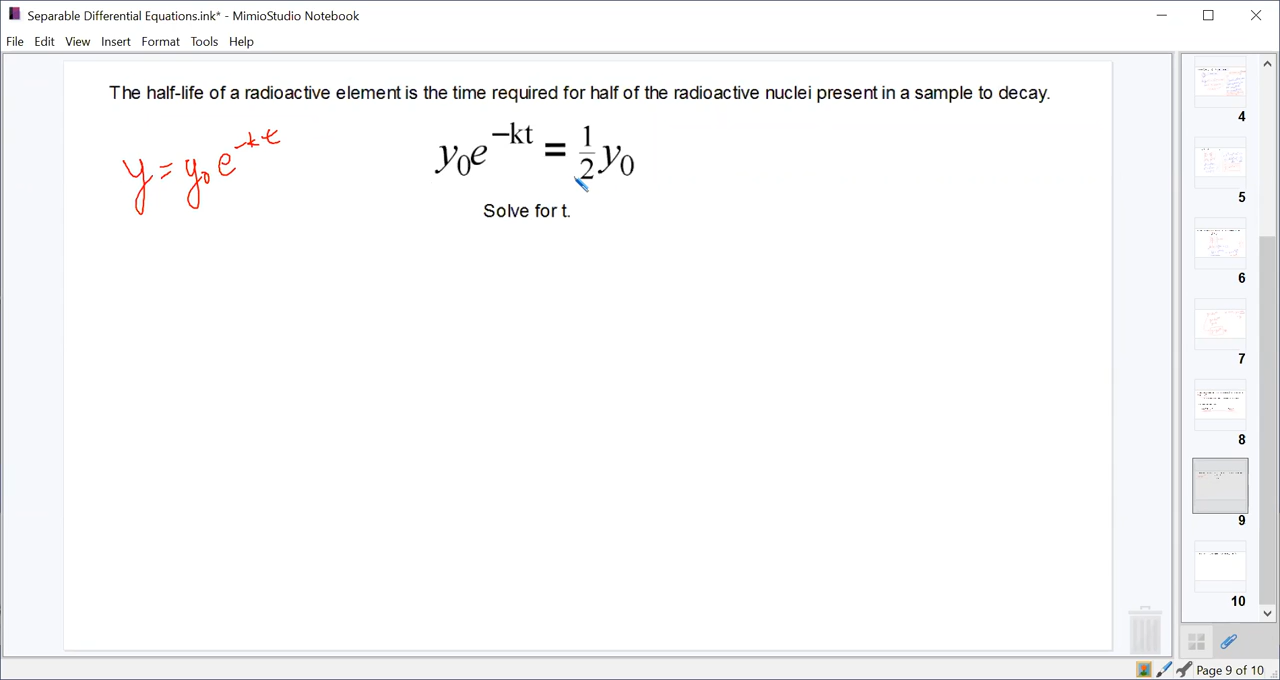 Separable Differential Equations.ink* - MimioStudio Notebook
File Edit View Insert Format Tools Help
The half-life of a radioactive element is the time required for half of the radioactive nuclei present in a sample to decay.
y = y₀e^(-kt)
y₀e^(−kt) = 1/2 y₀
Solve for t.
4
5
6
7
8
9
10
Page 9 of 10